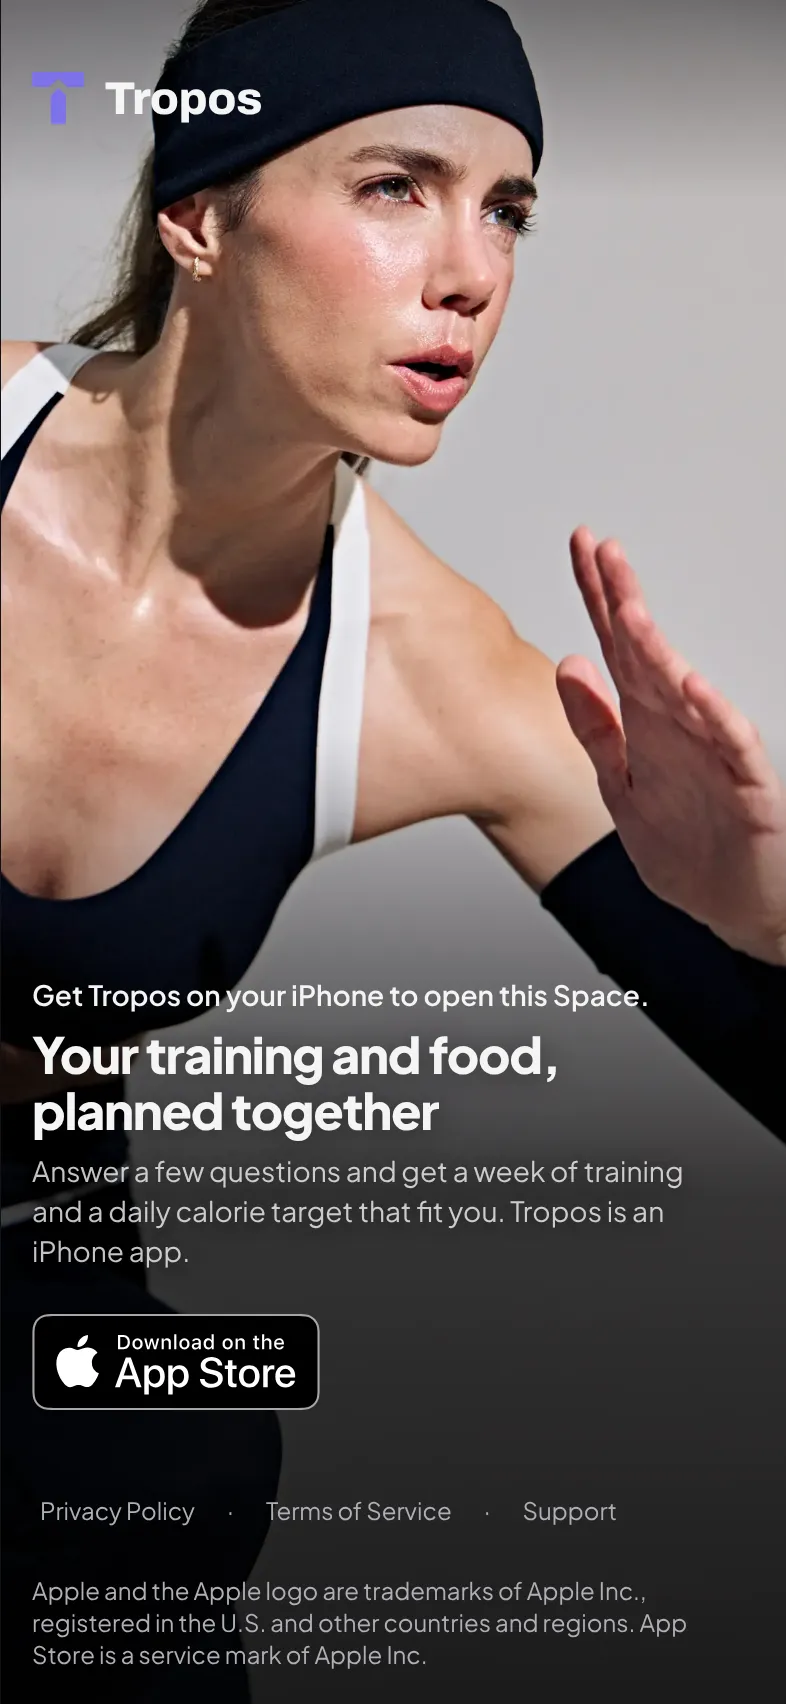 Tropos
Get Tropos on your iPhone to open this Space.
Your training and food,
planned together
Answer a few questions and get a week of training
and a daily calorie target that fit you. Tropos is an
iPhone app.
Download on the
App Store
Privacy Policy · Terms of Service · Support
Apple and the Apple logo are trademarks of Apple Inc.,
registered in the U.S. and other countries and regions. App
Store is a service mark of Apple Inc.